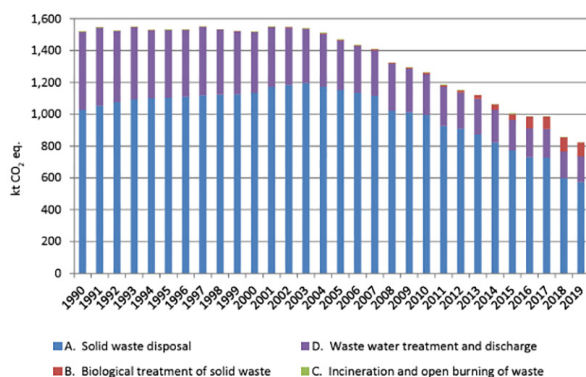 1,600
1,400
1,200
1,000
800
600
400
200
0
kt CO₂ eq.
1990 1991 1992 1993 1994 1995 1996 1997 1998 1999 2000 2001 2002 2003 2004 2005 2006 2007 2008 2009 2010 2011 2012 2013 2014 2015 2016 2017 2018 2019
A. Solid waste disposal
D. Waste water treatment and discharge
B. Biological treatment of solid waste
C. Incineration and open burning of waste